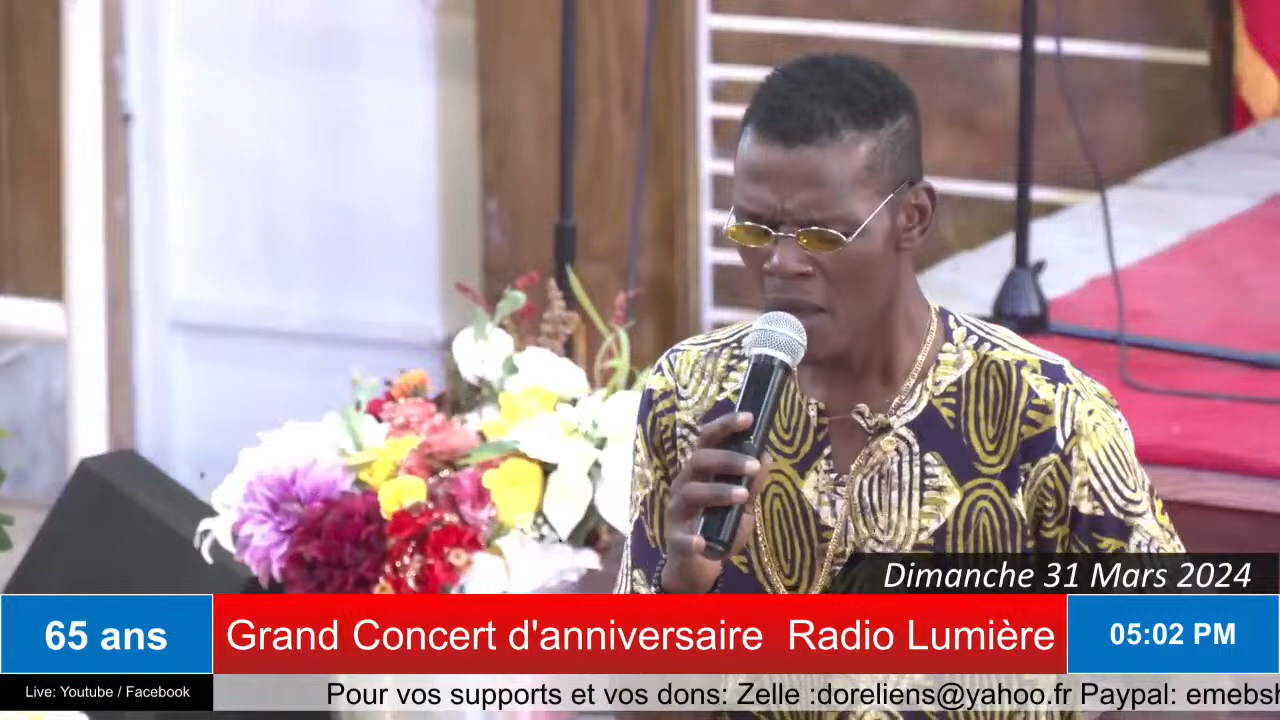 Dimanche 31 Mars 2024
65 ans
Grand Concert d'anniversaire Radio Lumière
05:02 PM
Live: Youtube / Facebook
Pour vos supports et vos dons: Zelle :doreliens@yahoo.fr Paypal: